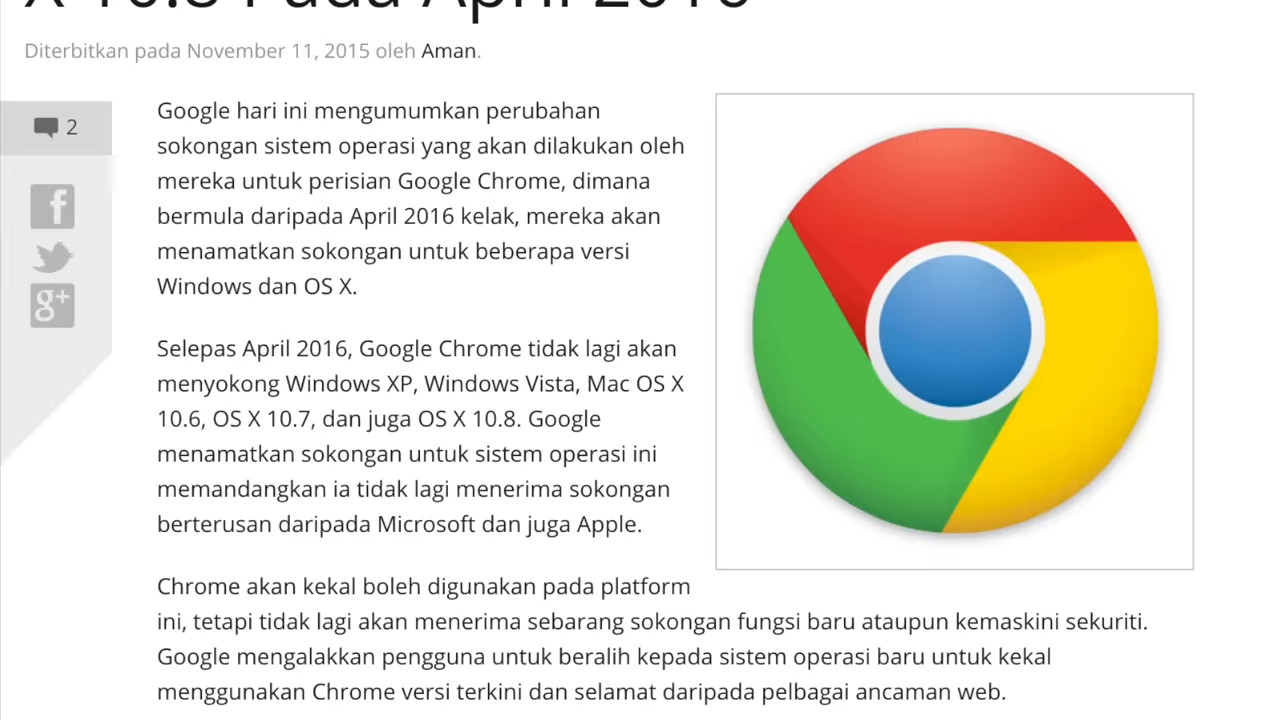 X 10.8 Pada April 2016
Diterbitkan pada November 11, 2015 oleh Aman.
2
f
g+
Google hari ini mengumumkan perubahan
sokongan sistem operasi yang akan dilakukan oleh
mereka untuk perisian Google Chrome, dimana
bermula daripada April 2016 kelak, mereka akan
menamatkan sokongan untuk beberapa versi
Windows dan OS X.
Selepas April 2016, Google Chrome tidak lagi akan
menyokong Windows XP, Windows Vista, Mac OS X
10.6, OS X 10.7, dan juga OS X 10.8. Google
menamatkan sokongan untuk sistem operasi ini
memandangkan ia tidak lagi menerima sokongan
berterusan daripada Microsoft dan juga Apple.
Chrome akan kekal boleh digunakan pada platform
ini, tetapi tidak lagi akan menerima sebarang sokongan fungsi baru ataupun kemaskini sekuriti.
Google mengalakkan pengguna untuk beralih kepada sistem operasi baru untuk kekal
menggunakan Chrome versi terkini dan selamat daripada pelbagai ancaman web.